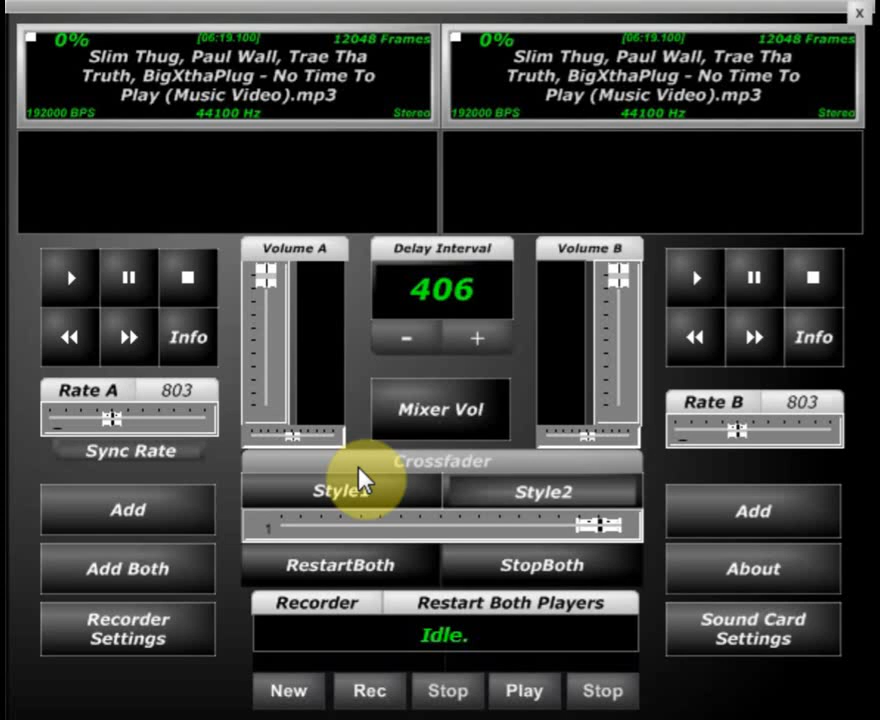 x
0% [06:19.100] 12048 Frames
Slim Thug, Paul Wall, Trae Tha
Truth, BigXthaPlug - No Time To
Play (Music Video).mp3
192000 BPS 44100 Hz Stereo
0% [06:19.100] 12048 Frames
Slim Thug, Paul Wall, Trae Tha
Truth, BigXthaPlug - No Time To
Play (Music Video).mp3
192000 BPS 44100 Hz Stereo
Volume A
Delay Interval
Volume B
406
- +
Info
Info
Rate A 803
Mixer Vol
Rate B 803
Sync Rate
Crossfader
Style1
Style2
1
Add
Add
RestartBoth
StopBoth
Add Both
About
Recorder
Settings
Recorder Restart Both Players
Idle.
Sound Card
Settings
New
Rec
Stop
Play
Stop